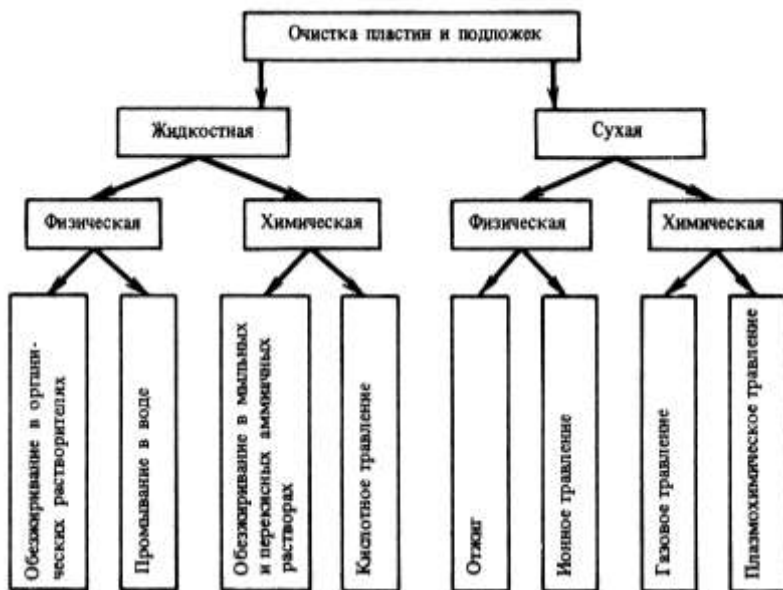 Очистка пластин и подложек
Жидкостная
Сухая
Физическая
Химическая
Физическая
Химическая
Обезжиривание в органи-
ческих растворителях
Промывание в воде
Обезжиривание в мыльных
и перекисных аммиачных
растворах
Кислотное травление
Отжиг
Ионное травление
Газовое травление
Плазмохимическое травление